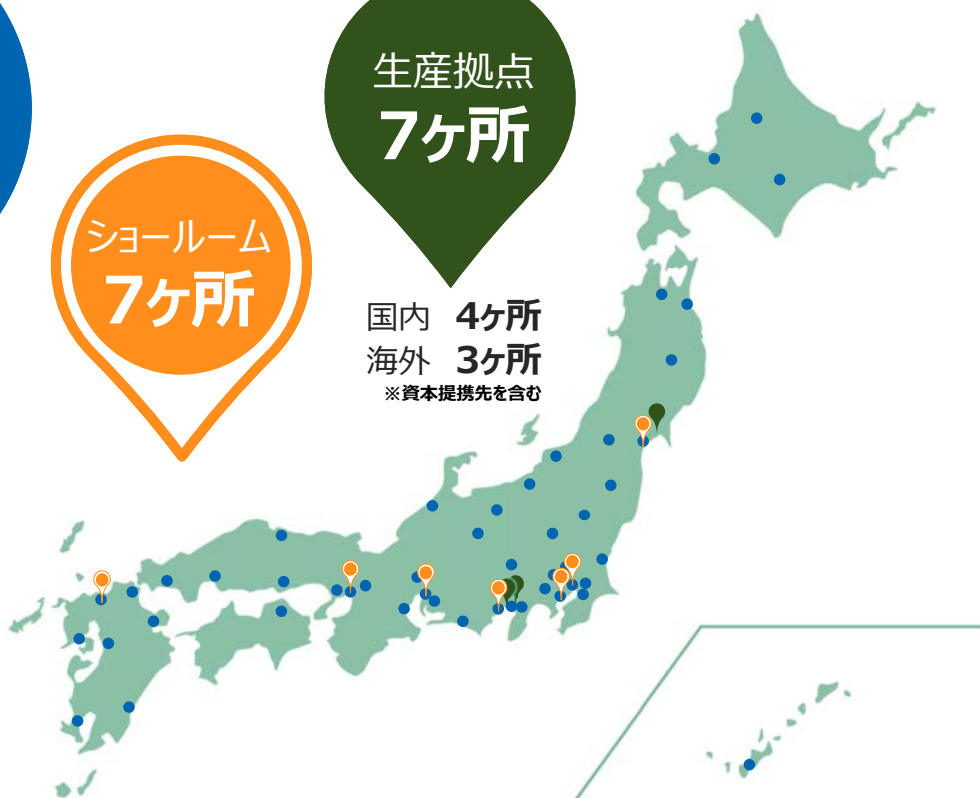 生産拠点
7ヶ所
ショールーム
7ヶ所
国内 4ヶ所
海外 3ヶ所
※資本提携先を含む